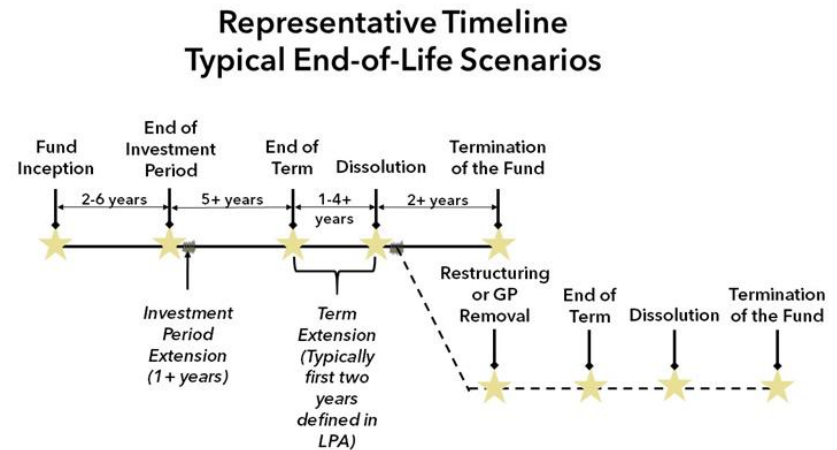 Representative Timeline
Typical End-of-Life Scenarios
Fund
Inception
End of
Investment
Period
End of
Term
Dissolution
Termination
of the Fund
2-6 years
5+ years
1-4+
years
2+ years
Investment
Period
Extension
(1+ years)
Term
Extension
(Typically
first two
years
defined in
LPA)
Restructuring
or GP
Removal
End of
Term
Dissolution
Termination
of the Fund